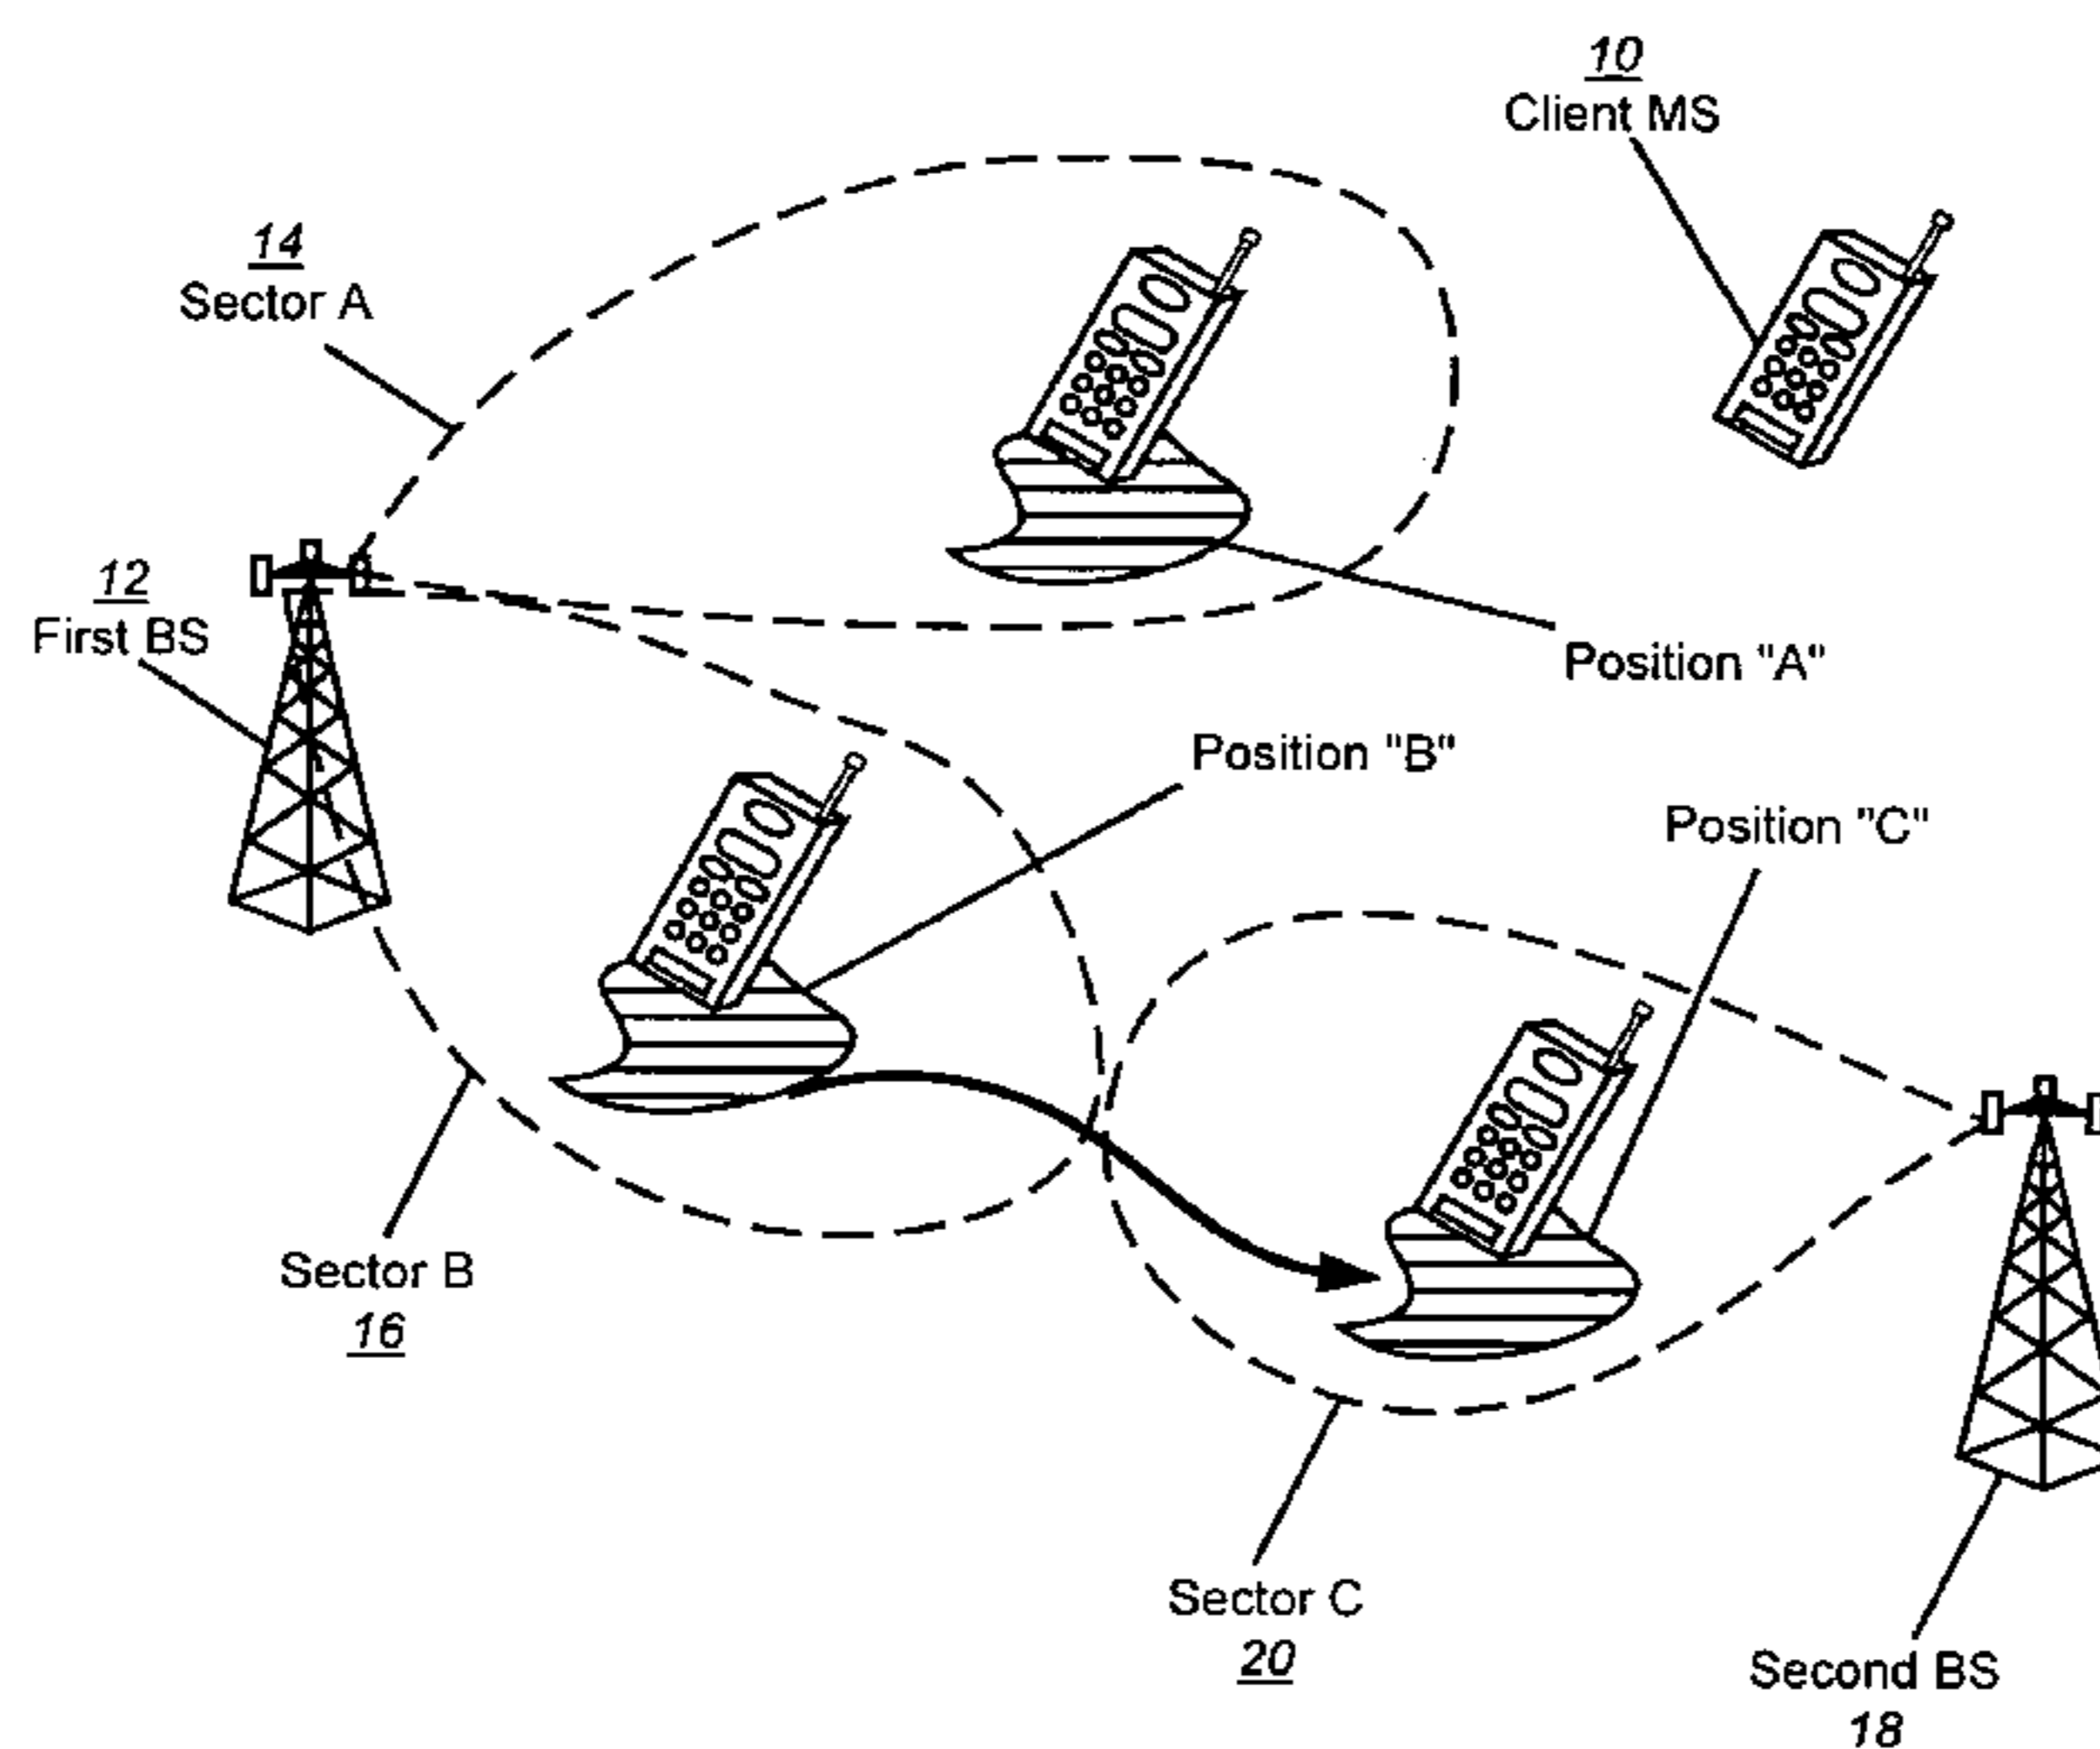 10
Client MS
14
Sector A
12
First BS
Position "A"
Position "B"
Position "C"
Sector B
16
Sector C
20
Second BS
18